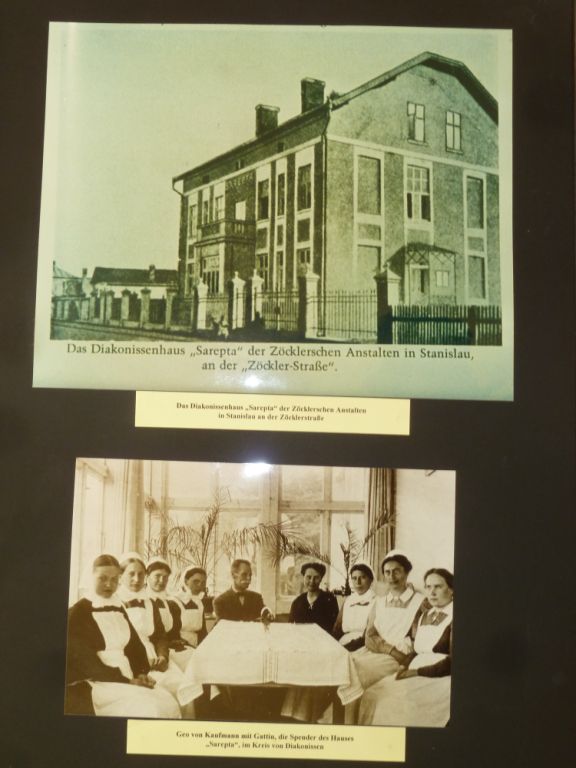 SAREPTA
Das Diakonissenhaus „Sarepta“ der Zöcklerschen Anstalten in Stanislau,
an der „Zöckler-Straße“.
Das Diakonissenhaus „Sarepta“ der Zöcklerschen Anstalten
in Stanislau an der Zöcklerstraße
Geo von Kaufmann mit Gattin, die Spender des Hauses
„Sarepta“, im Kreis von Diakonissen